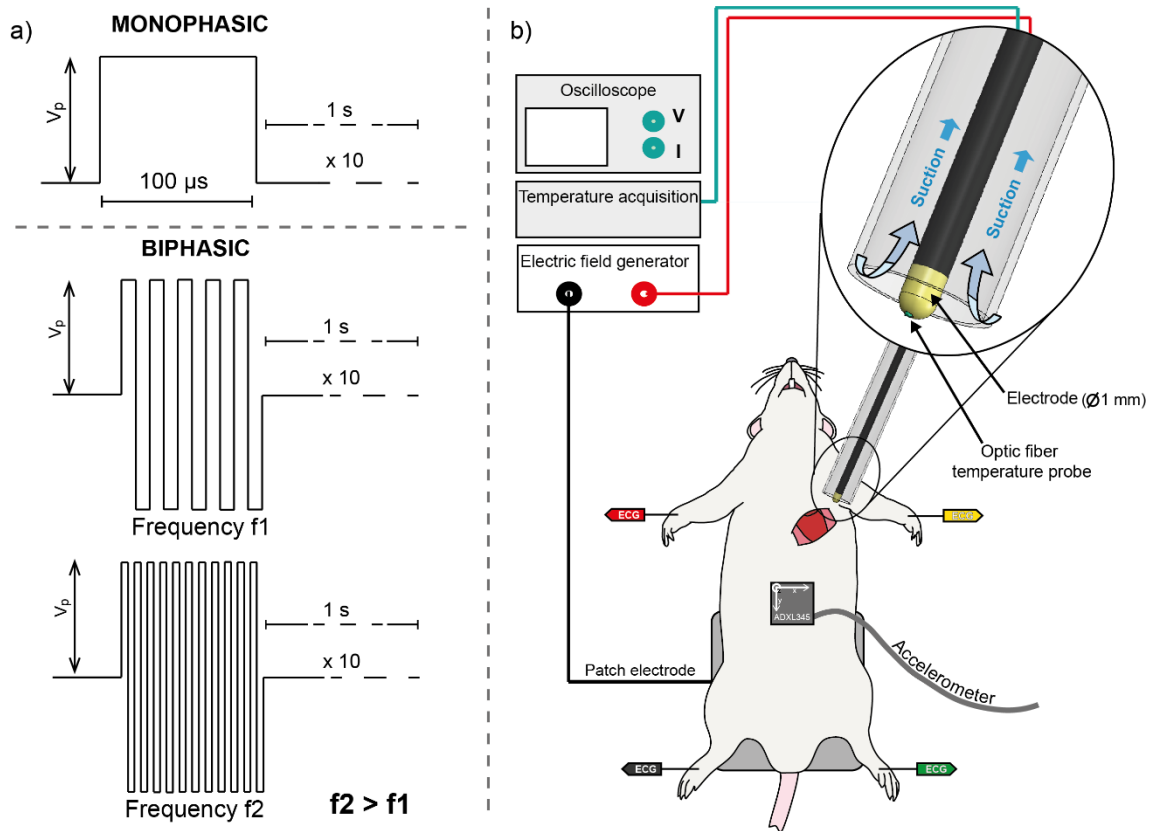 a)
MONOPHASIC
Vp
1 s
x 10
100 µs
BIPHASIC
Vp
1 s
x 10
Frequency f1
Vp
1 s
x 10
Frequency f2
f2 > f1
b)
Oscilloscope
V
I
Temperature acquisition
Electric field generator
Suction
Suction
Electrode (Ø1 mm)
Optic fiber
temperature probe
ECG
ECG
z
x
y
ADXL345
Accelerometer
Patch electrode
ECG
ECG